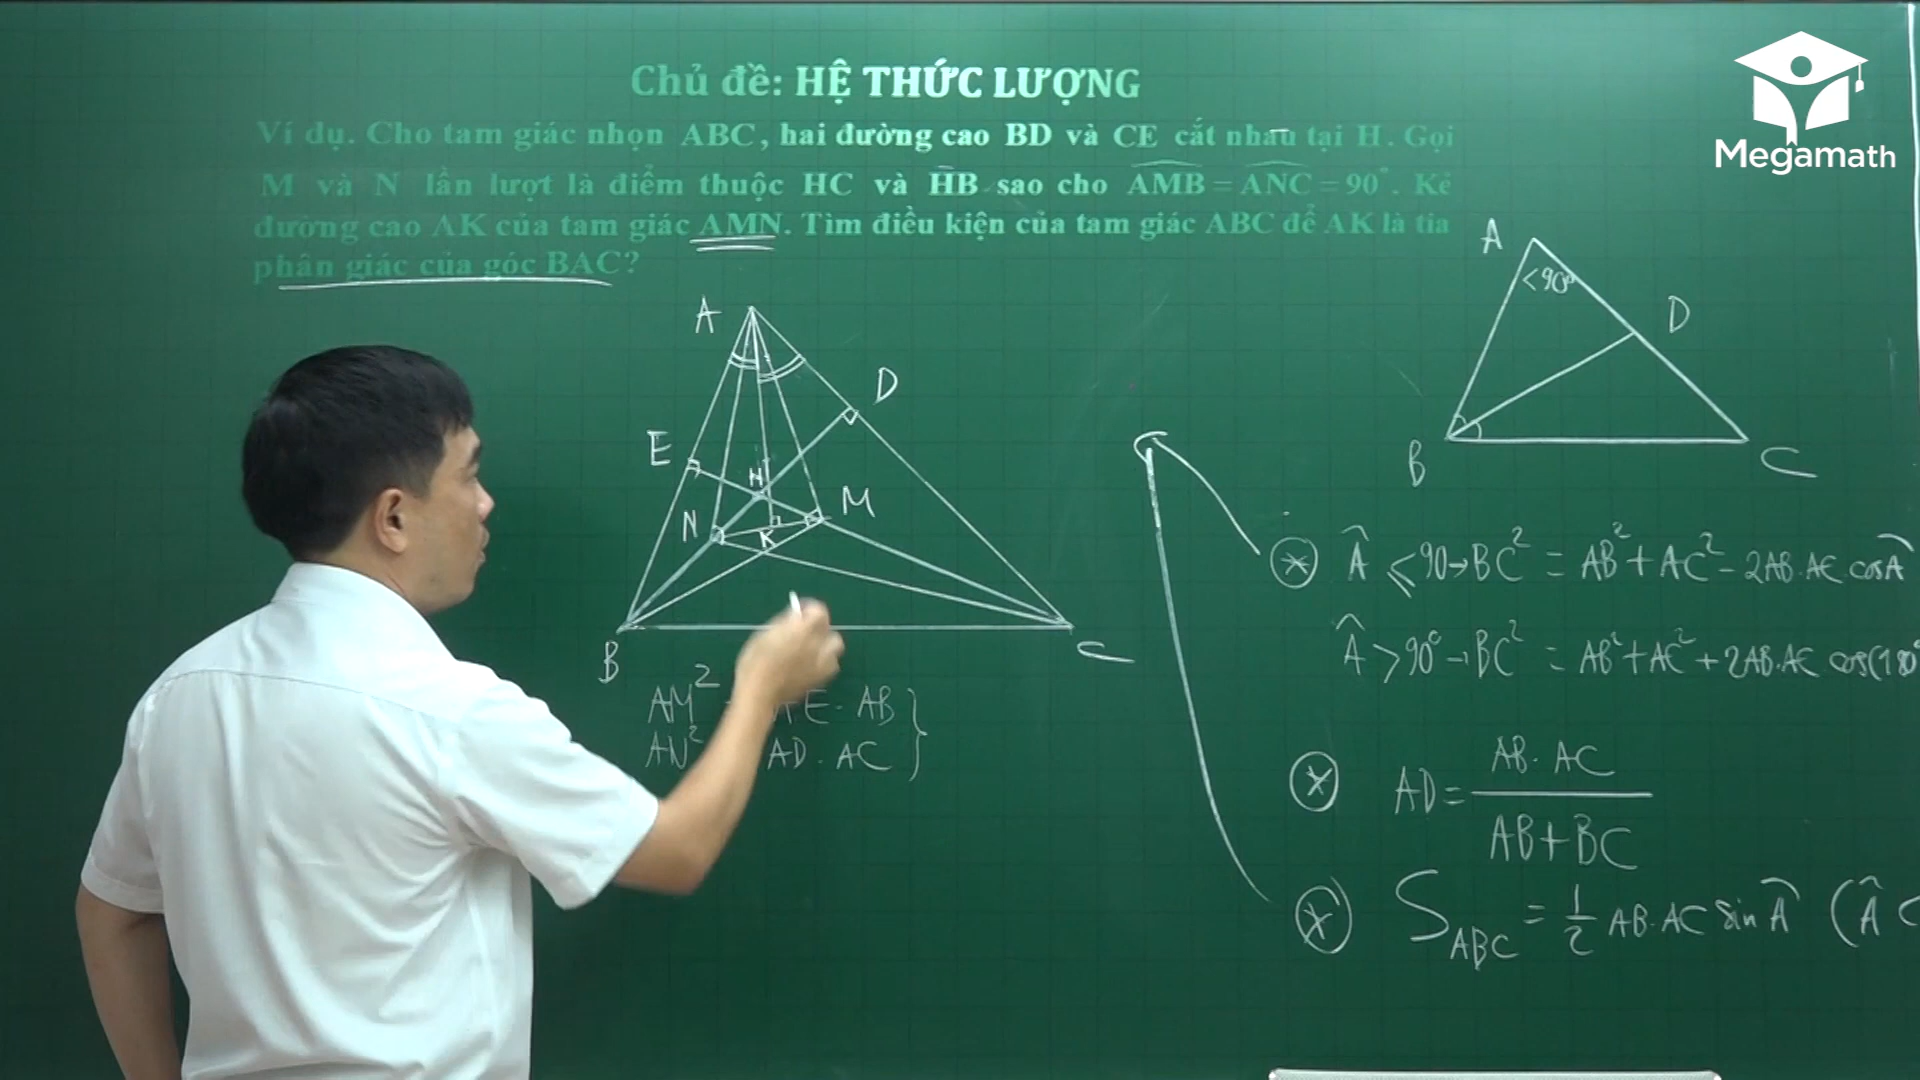 Megamath
Chủ đề: HỆ THỨC LƯỢNG
Ví dụ. Cho tam giác nhọn ABC, hai đường cao BD và CE cắt nhau tại H. Gọi
M và N lần lượt là điểm thuộc HC và HB sao cho AMB = ANC = 90°. Kẻ
đường cao AK của tam giác AMN. Tìm điều kiện của tam giác ABC để AK là tia
phân giác của góc BAC?
A
D
E
H
N
M
K
B
C
AM² E . AB }
AN² AD . AC }
A
<90°
D
B
C
* Â ≤ 90 → BC² = AB² + AC² - 2AB.AC cosÂ
Â > 90° → BC² = AB² + AC² + 2AB.AC cos(180°
* AD = AB . AC / AB + BC
* S ABC = 1/2 AB.AC sin Â (Â <